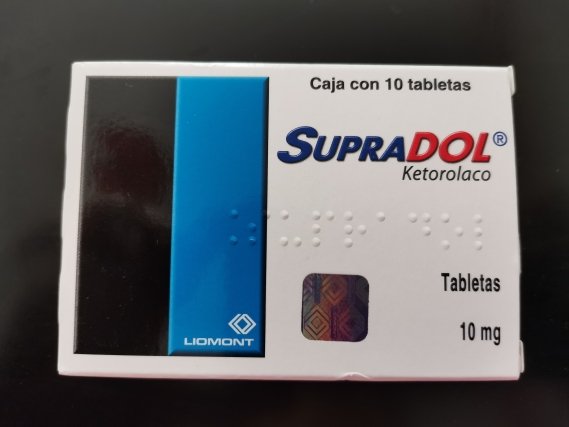 Caja con 10 tabletas
SUPRADOL®
Ketorolaco
Tabletas
10 mg
LIOMONT